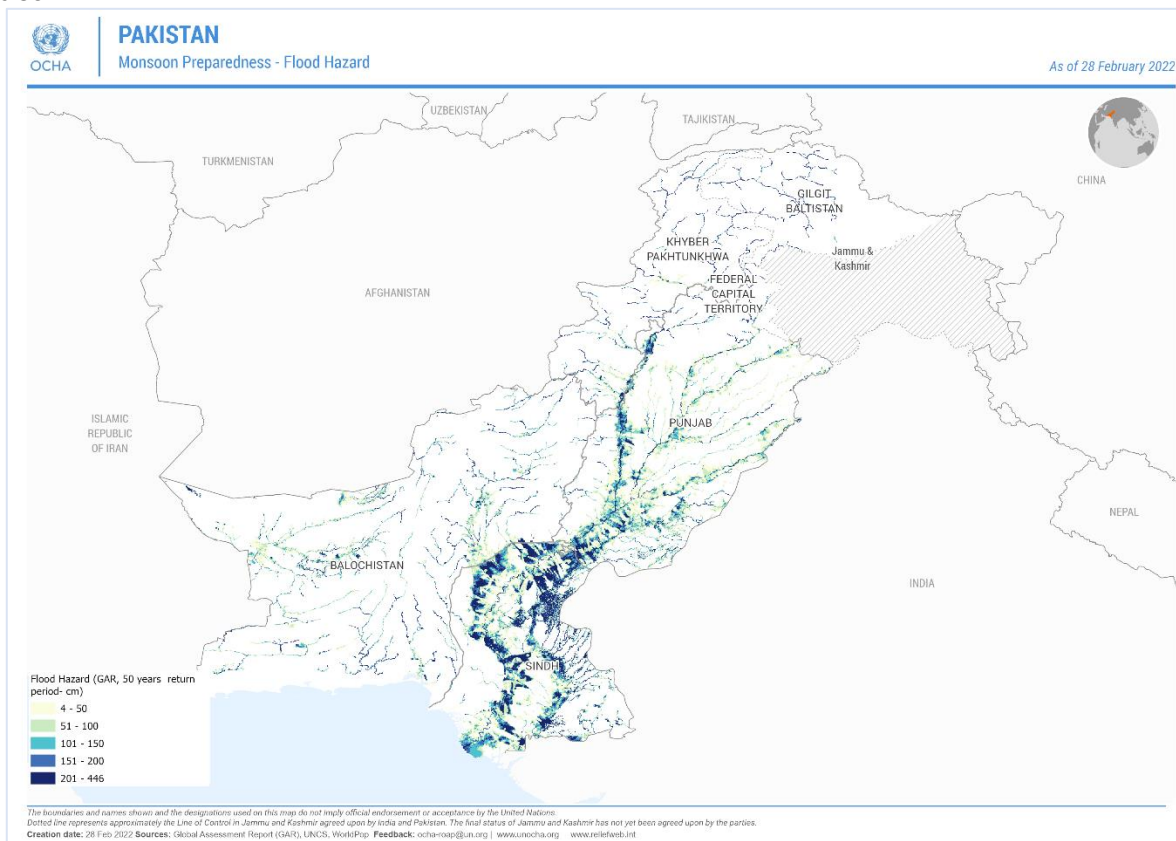 OCHA
PAKISTAN
Monsoon Preparedness - Flood Hazard
As of 28 February 2022
UZBEKISTAN
TAJIKISTAN
TURKMENISTAN
CHINA
GILGIT
BALTISTAN
KHYBER
PAKHTUNKHWA
Jammu &
Kashmir
FEDERAL
CAPITAL
TERRITORY
AFGHANISTAN
ISLAMIC
REPUBLIC
OF IRAN
PUNJAB
NEPAL
BALOCHISTAN
INDIA
SINDH
Flood Hazard (GAR, 50 years return
period- cm)
4 - 50
51 - 100
101 - 150
151 - 200
201 - 446
The boundaries and names shown and the designations used on this map do not imply official endorsement or acceptance by the United Nations.
Dotted line represents approximately the Line of Control in Jammu and Kashmir agreed upon by India and Pakistan. The final status of Jammu and Kashmir has not yet been agreed upon by the parties.
Creation date: 28 Feb 2022 Sources: Global Assessment Report (GAR), UNCS, WorldPop Feedback: ocha-roap@un.org | www.unocha.org www.reliefweb.int